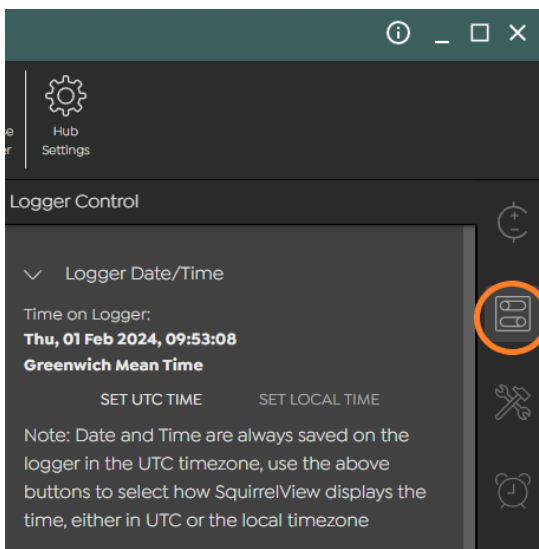 Hub
Settings
Logger Control
Logger Date/Time
Time on Logger:
Thu, 01 Feb 2024, 09:53:08
Greenwich Mean Time
SET UTC TIME SET LOCAL TIME
Note: Date and Time are always saved on the
logger in the UTC timezone, use the above
buttons to select how SquirrelView displays the
time, either in UTC or the local timezone